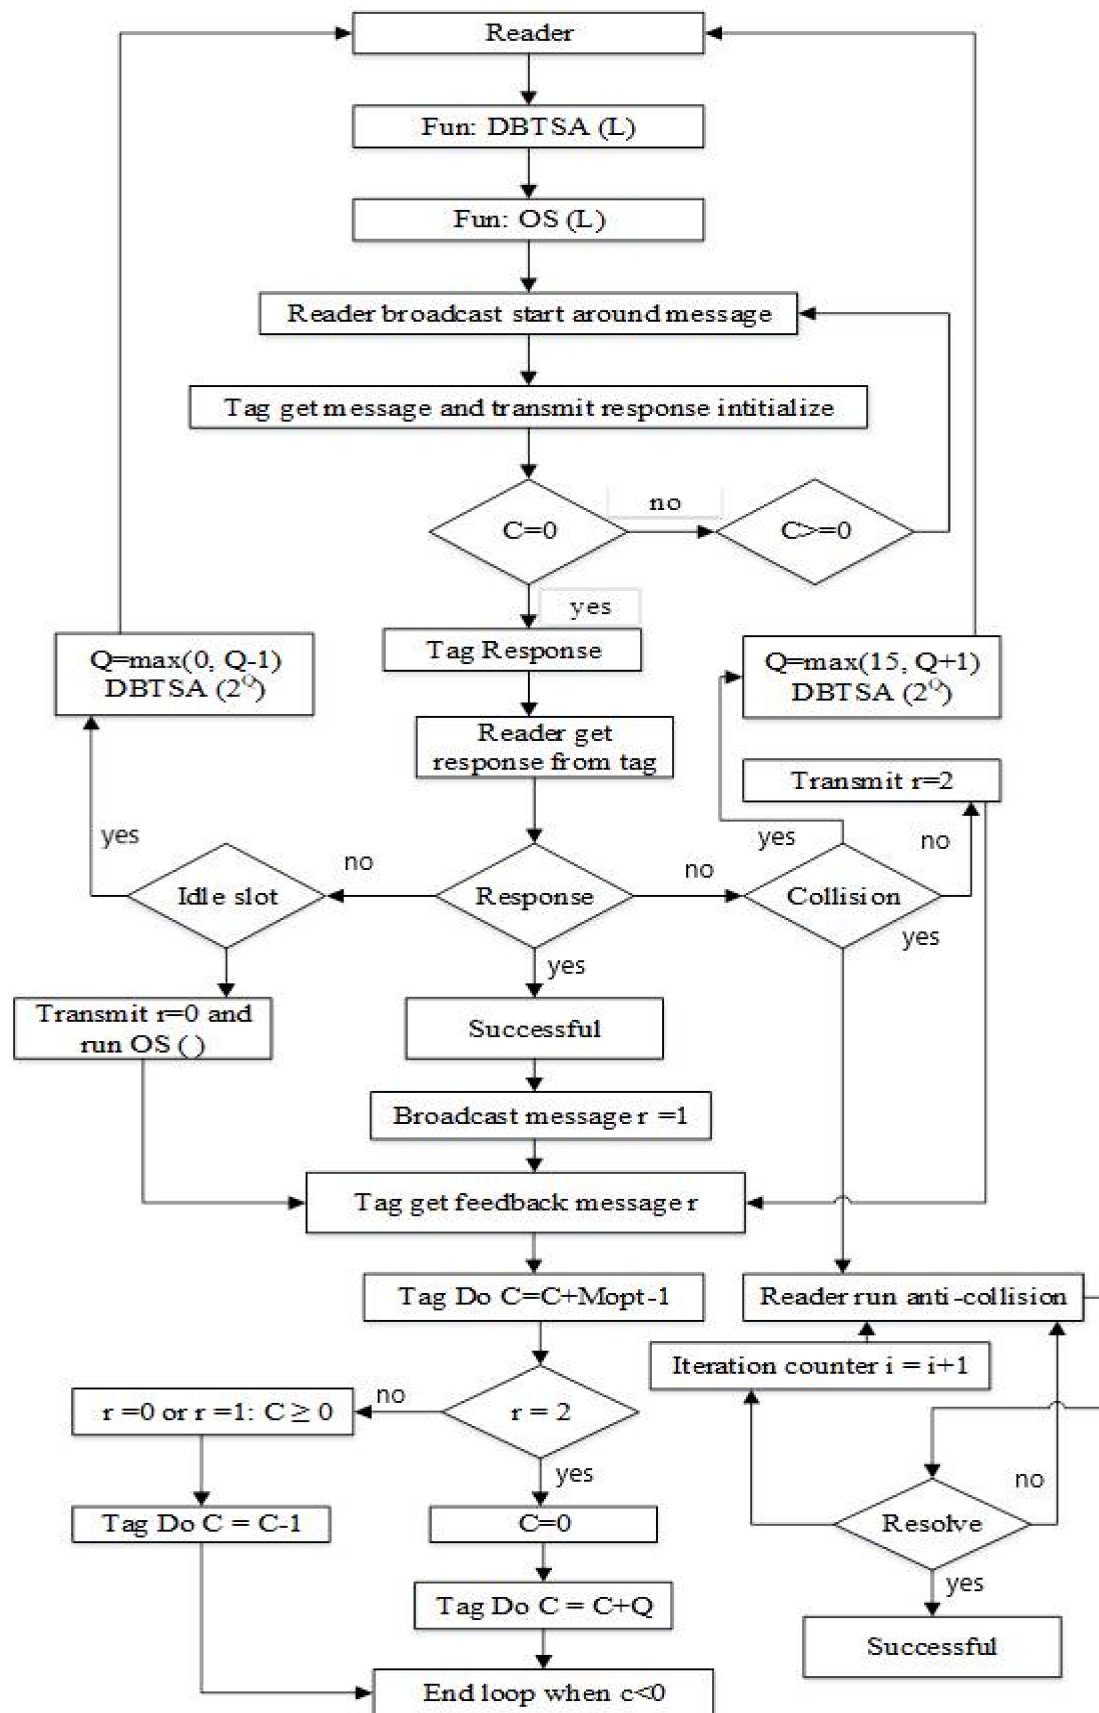 Reader
Fun: DBTSA (L)
Fun: OS (L)
Reader broadcast start around message
Tag get message and transmit response intitialize
C=0
no
C>=0
yes
Tag Response
Q=max(0, Q-1)
DBTSA (2^Q)
Q=max(15, Q+1)
DBTSA (2^Q)
Reader get
response from tag
Transmit r=2
yes
yes
no
no
no
Idle slot
Response
Collision
yes
yes
Transmit r=0 and
run OS ( )
Successful
Broadcast message r =1
Tag get feedback message r
Tag Do C=C+Mopt-1
Reader run anti-collision
Iteration counter i = i+1
no
r =0 or r =1: C ≥ 0
r = 2
yes
no
Tag Do C = C-1
C=0
Resolve
yes
Tag Do C = C+Q
Successful
End loop when c<0